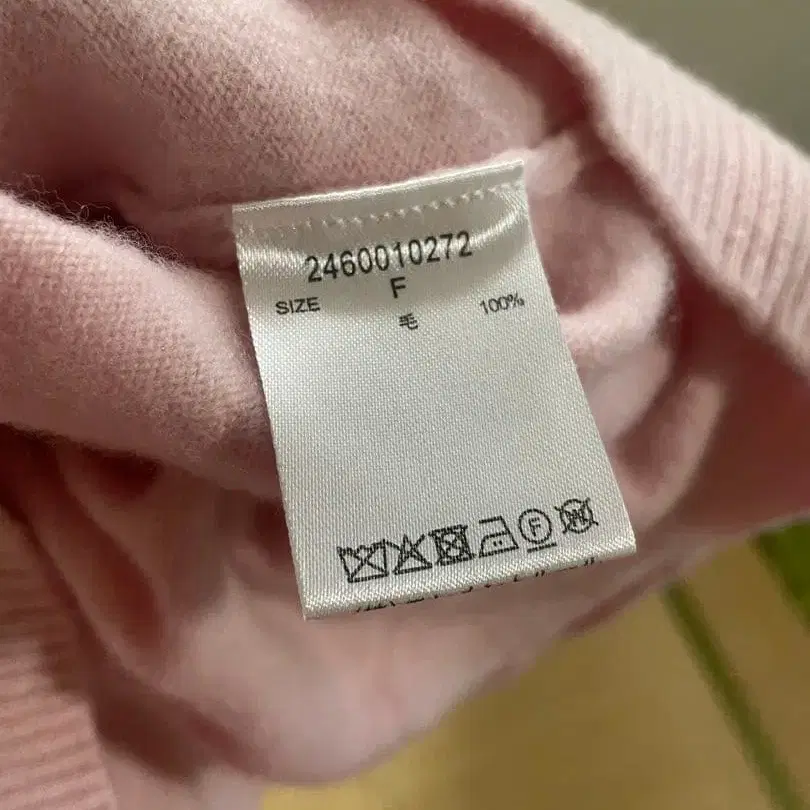 2460010272
SIZE F
毛 100%
F
W